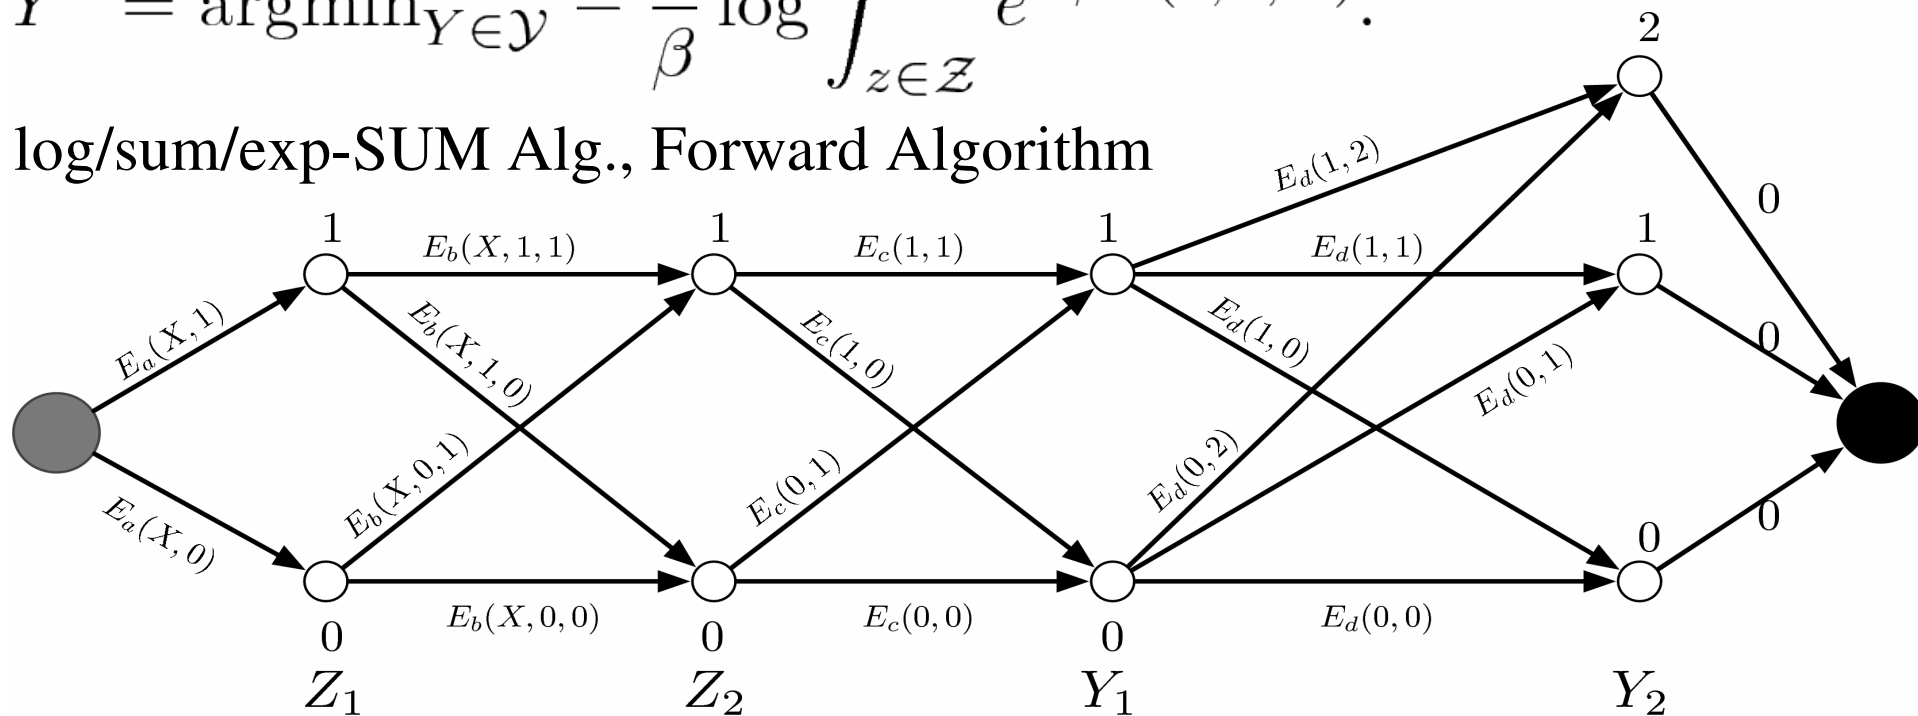 Y = argmin_{Y∈𝒴} − — / β log ∫_{z∈𝒵} e .
2
log/sum/exp-SUM Alg., Forward Algorithm
E_d(1, 2)
0
1 1 1 1
E_b(X, 1, 1) E_c(1, 1) E_d(1, 1)
E_a(X, 1) E_b(X, 1, 0) E_c(1, 0) E_d(1, 0) 0
E_d(0, 1)
E_b(X, 0, 1) E_c(0, 1) E_d(0, 2)
E_a(X, 0) 0 0
E_b(X, 0, 0) E_c(0, 0) E_d(0, 0)
0 0 0
Z_1 Z_2 Y_1 Y_2